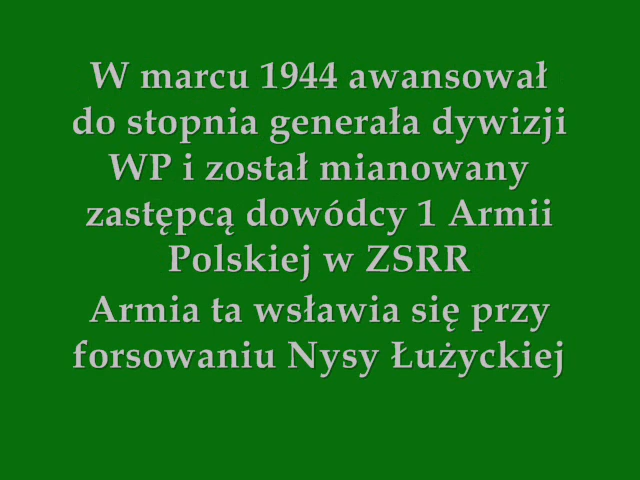 W marcu 1944 awansował
do stopnia generała dywizji
WP i został mianowany
zastępcą dowódcy 1 Armii
Polskiej w ZSRR
Armia ta wsławia się przy
forsowaniu Nysy Łużyckiej